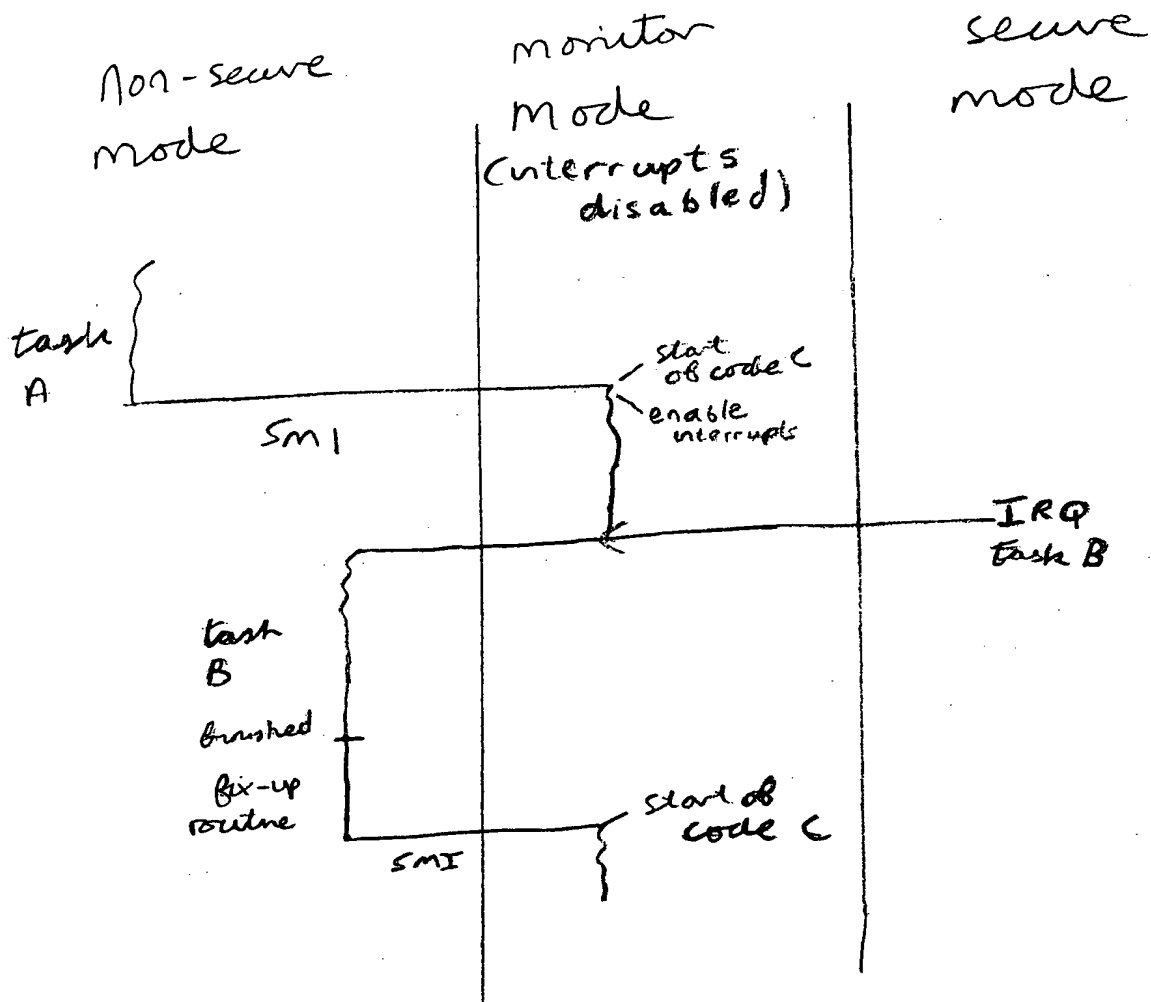 non-secure
mode
monitor
mode
(interrupts
disabled)
secure
mode
task
A
SMI
start
of code C
enable
interrupts
IRQ
task B
task
B
finished
fix-up
routine
SMI
start of
code C